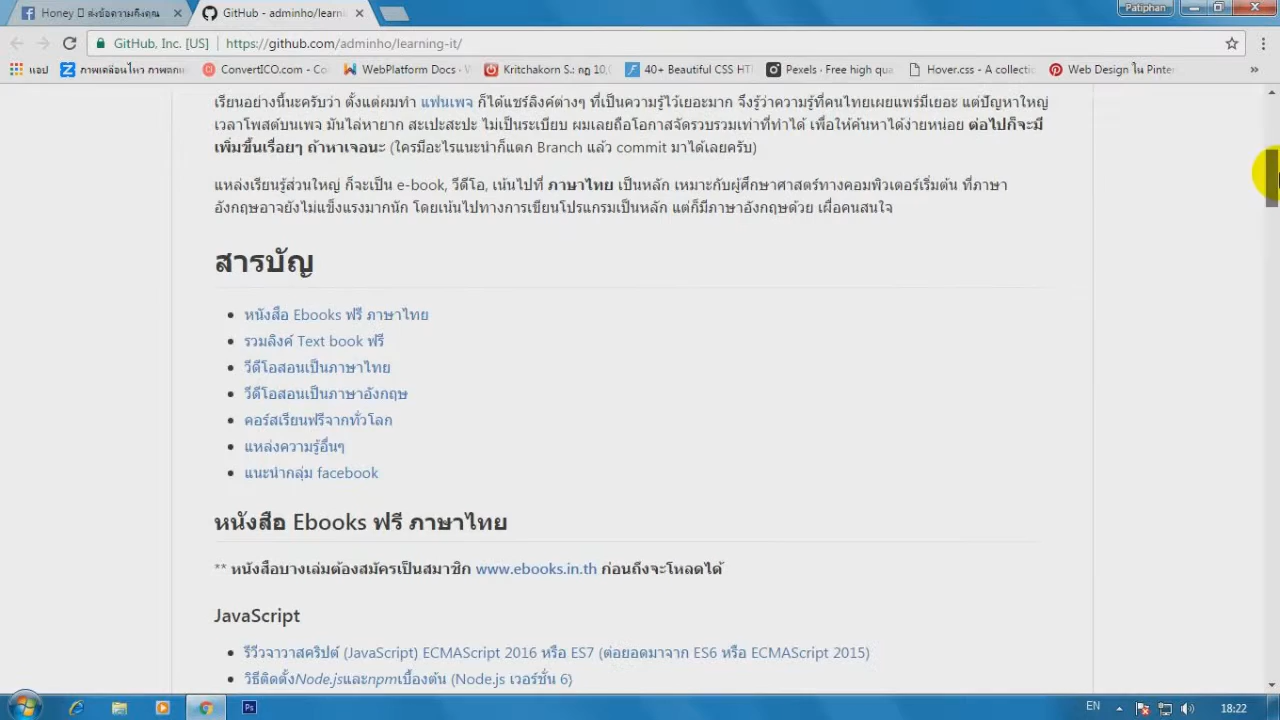 Honey ส่งข้อความถึงคุณ
GitHub - adminho/learni
Patiphan
GitHub, Inc. [US]
https://github.com/adminho/learning-it/
แอป
ภาพเคลื่อนไหว ภาพสกแ
ConvertICO.com - Co
WebPlatform Docs · W
Kritchakorn S.: กฎ 10
40+ Beautiful CSS HT
Pexels · Free high qua
Hover.css - A collecti
Web Design ใน Pinter
เรียนอย่างนี้นะครับว่า ตั้งแต่ผมทำ แฟนเพจ ก็ได้แชร์ลิงค์ต่างๆ ที่เป็นความรู้ไว้เยอะมาก จึงรู้ว่าความรู้ที่คนไทยเผยแพร่มีเยอะ แต่ปัญหาใหญ่
เวลาโพสต์บนเพจ มันไล่หายาก สะเปะสะปะ ไม่เป็นระเบียบ ผมเลยถือโอกาสจัดรวบรวมเท่าที่ทำได้ เพื่อให้ค้นหาได้ง่ายหน่อย ต่อไปก็จะมี
เพิ่มขึ้นเรื่อยๆ ถ้าหาเจอนะ (ใครมีอะไรแนะนำก็แตก Branch แล้ว commit มาได้เลยครับ)
แหล่งเรียนรู้ส่วนใหญ่ ก็จะเป็น e-book, วีดีโอ, เน้นไปที่ ภาษาไทย เป็นหลัก เหมาะกับผู้ศึกษาศาสตร์ทางคอมพิวเตอร์เริ่มต้น ที่ภาษา
อังกฤษอาจยังไม่แข็งแรงมากนัก โดยเน้นไปทางการเขียนโปรแกรมเป็นหลัก แต่ก็มีภาษาอังกฤษด้วย เผื่อคนสนใจ
สารบัญ
หนังสือ Ebooks ฟรี ภาษาไทย
รวมลิงค์ Text book ฟรี
วีดีโอสอนเป็นภาษาไทย
วีดีโอสอนเป็นภาษาอังกฤษ
คอร์สเรียนฟรีจากทั่วโลก
แหล่งความรู้อื่นๆ
แนะนำกลุ่ม facebook
หนังสือ Ebooks ฟรี ภาษาไทย
** หนังสือบางเล่มต้องสมัครเป็นสมาชิก www.ebooks.in.th ก่อนถึงจะโหลดได้
JavaScript
รีวีวจาวาสคริปต์ (JavaScript) ECMAScript 2016 หรือ ES7 (ต่อยอดมาจาก ES6 หรือ ECMAScript 2015)
วิธีติดตั้งNode.jsและnpmเบื้องต้น (Node.js เวอร์ชั่น 6)
Ps
EN
18:22